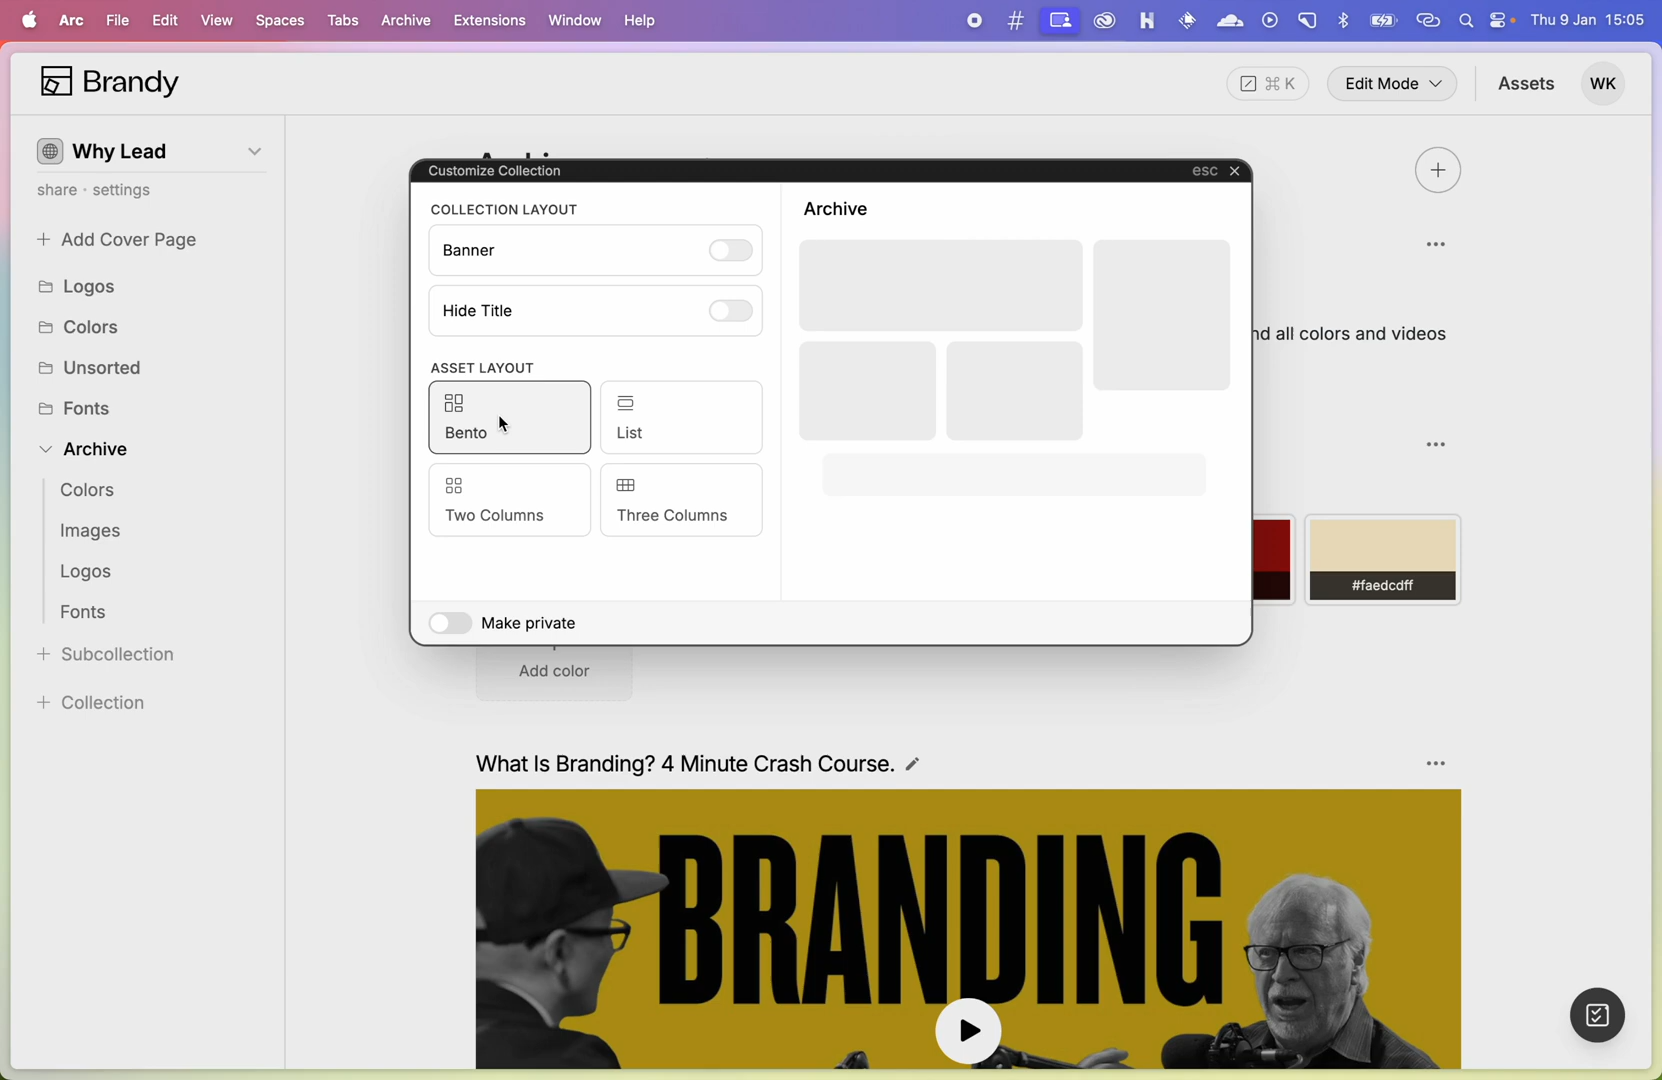 Arc File Edit View Spaces Tabs Archive Extensions Window Help
Thu 9 Jan 15:05
Brandy
⌘ K
Edit Mode
Assets
WK
Why Lead
share · settings
+ Add Cover Page
Logos
Colors
Unsorted
Fonts
Archive
Colors
Images
Logos
Fonts
+ Subcollection
+ Collection
Customize Collection
esc
COLLECTION LAYOUT
Banner
Hide Title
ASSET LAYOUT
Bento
List
Two Columns
Three Columns
Make private
Archive
all colors and videos
#faedcdff
Add color
What Is Branding? 4 Minute Crash Course.
BRANDING